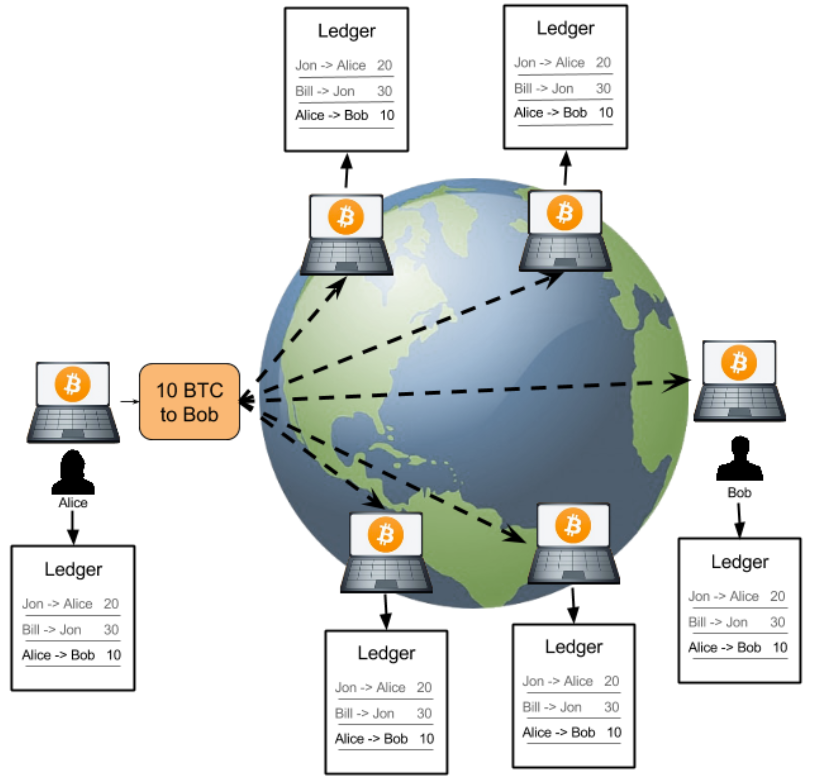 Ledger
Jon -> Alice 20
Bill -> Jon 30
Alice -> Bob 10
Ledger
Jon -> Alice 20
Bill -> Jon 30
Alice -> Bob 10
10 BTC
to Bob
Alice
Bob
Ledger
Jon -> Alice 20
Bill -> Jon 30
Alice -> Bob 10
Ledger
Jon -> Alice 20
Bill -> Jon 30
Alice -> Bob 10
Ledger
Jon -> Alice 20
Bill -> Jon 30
Alice -> Bob 10
Ledger
Jon -> Alice 20
Bill -> Jon 30
Alice -> Bob 10